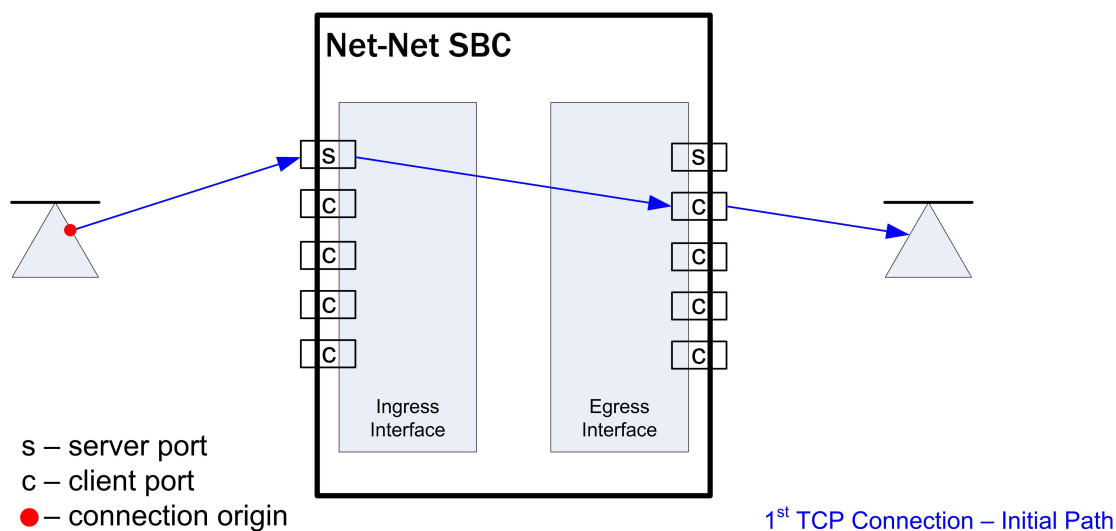 Net-Net SBC
s
c
c
c
c
s
c
c
c
c
Ingress
Interface
Egress
Interface
s – server port
c – client port
– connection origin
1st TCP Connection – Initial Path